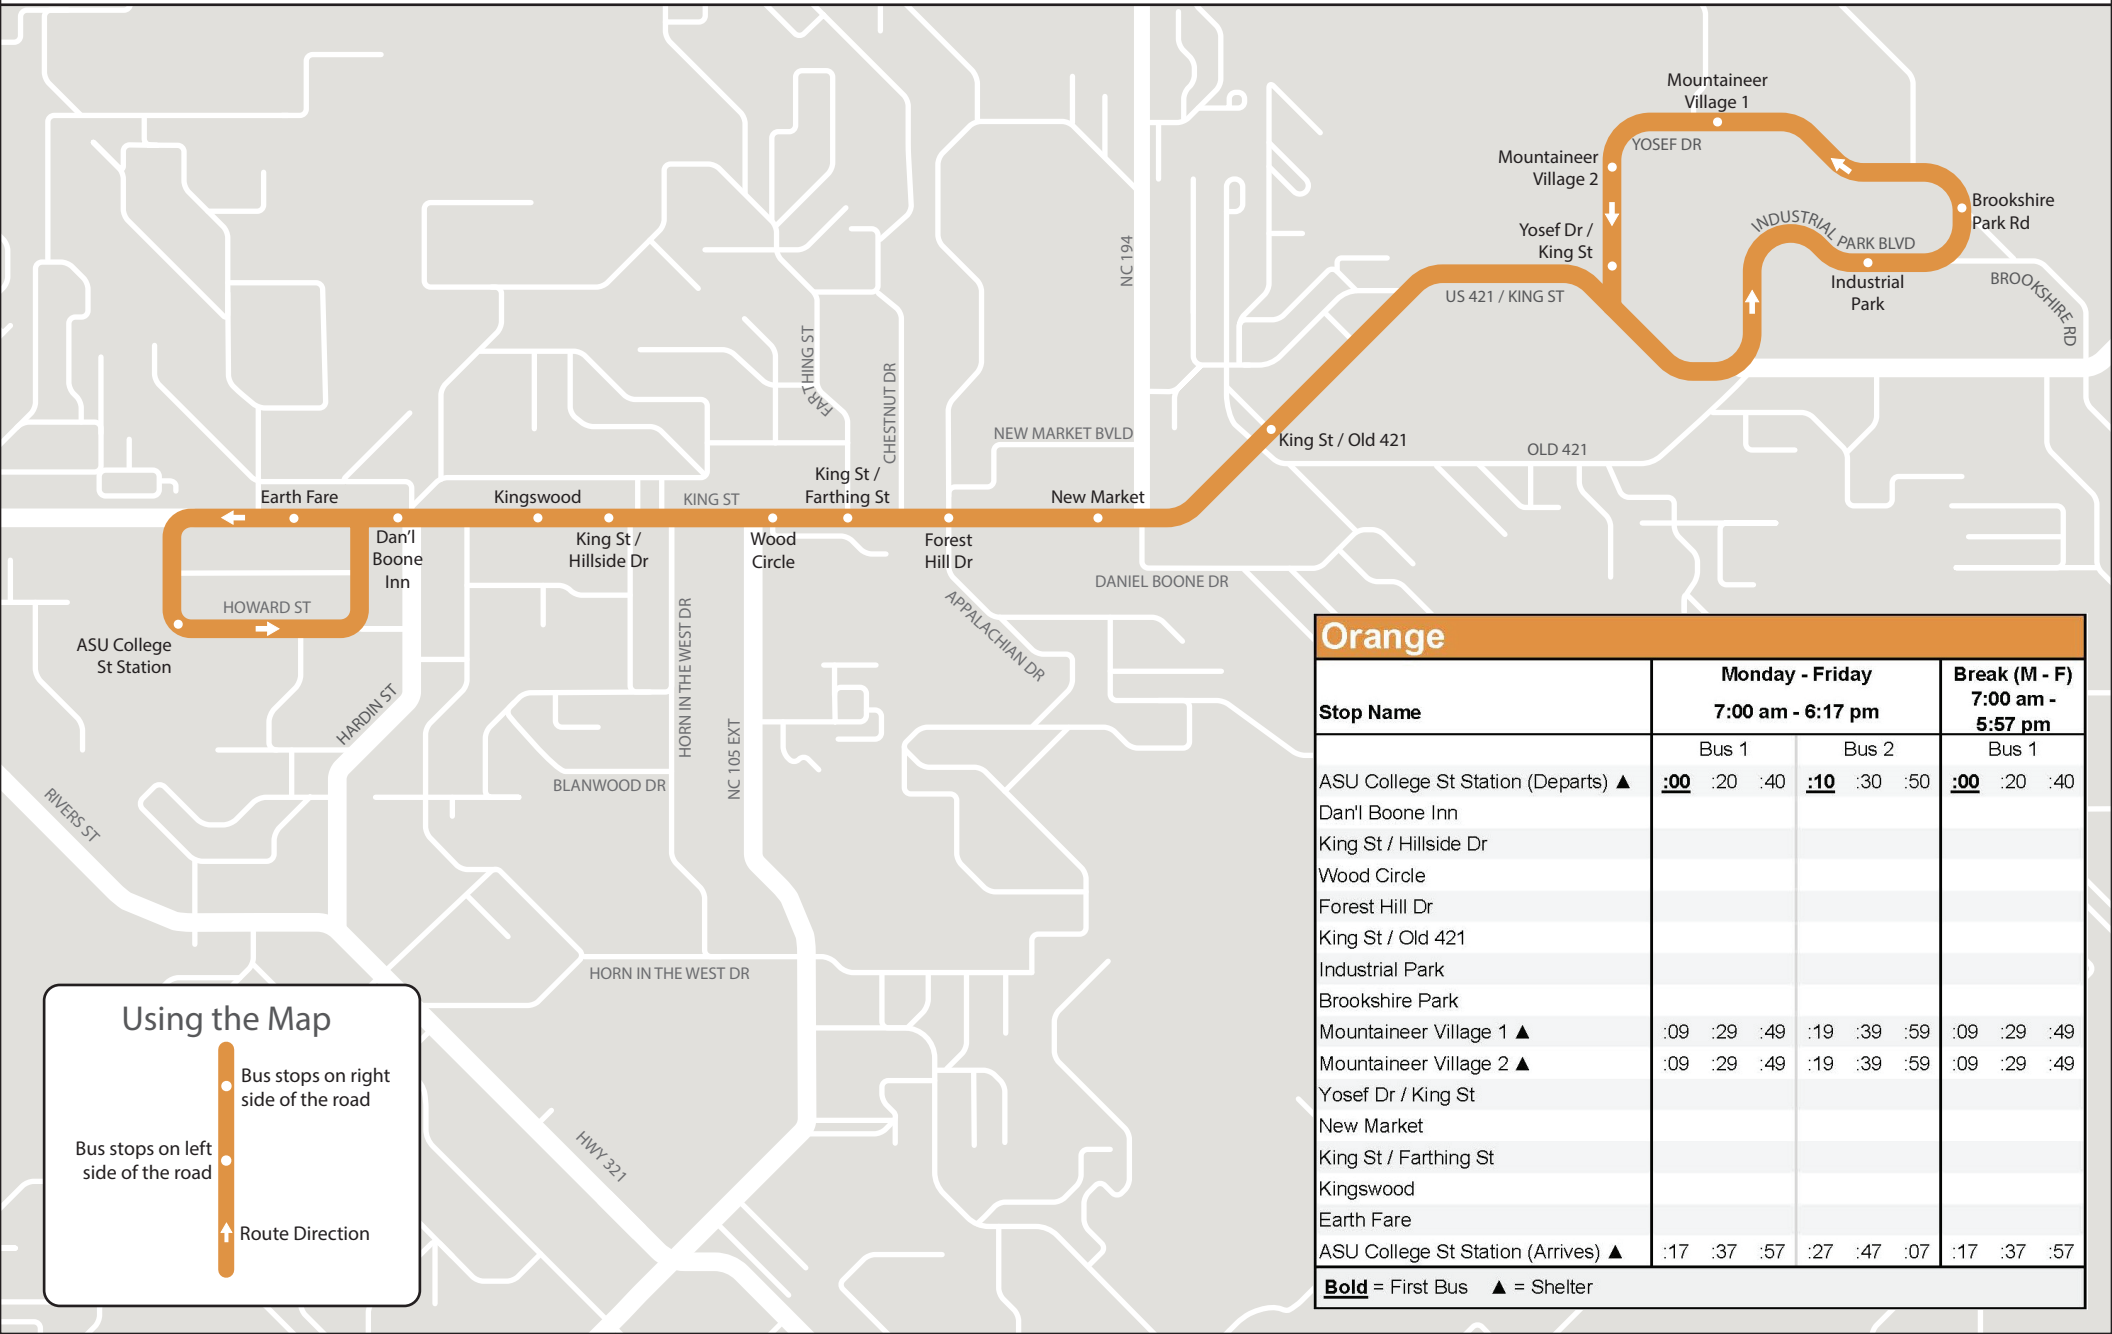 Mountaineer
Village 1
YOSEF DR
Mountaineer
Village 2
Yosef Dr /
King St
Brookshire
Park Rd
INDUSTRIAL PARK BLVD
Industrial
Park
BROOKSHIRE RD
US 421 / KING ST
NC 194
FARTHING ST
CHESTNUT DR
NEW MARKET BVLD
King St / Old 421
OLD 421
King St /
Farthing St
Earth Fare
Kingswood
KING ST
New Market
Dan'l
Boone
Inn
King St /
Hillside Dr
Wood
Circle
Forest
Hill Dr
DANIEL BOONE DR
HOWARD ST
ASU College
St Station
APPALACHIAN DR
HORN IN THE WEST DR
HARDIN ST
NC 105 EXT
BLANWOOD DR
RIVERS ST
HORN IN THE WEST DR
HWY 321
Using the Map
Bus stops on right
side of the road
Bus stops on left
side of the road
Route Direction
Orange
Stop Name Monday - Friday 7:00 am - 6:17 pm Break (M - F) 7:00 am - 5:57 pm
Bus 1 Bus 2 Bus 1
ASU College St Station (Departs) ▲ :00 :20 :40 :10 :30 :50 :00 :20 :40
Dan'l Boone Inn
King St / Hillside Dr
Wood Circle
Forest Hill Dr
King St / Old 421
Industrial Park
Brookshire Park
Mountaineer Village 1 ▲ :09 :29 :49 :19 :39 :59 :09 :29 :49
Mountaineer Village 2 ▲ :09 :29 :49 :19 :39 :59 :09 :29 :49
Yosef Dr / King St
New Market
King St / Farthing St
Kingswood
Earth Fare
ASU College St Station (Arrives) ▲ :17 :37 :57 :27 :47 :07 :17 :37 :57
Bold = First Bus ▲ = Shelter